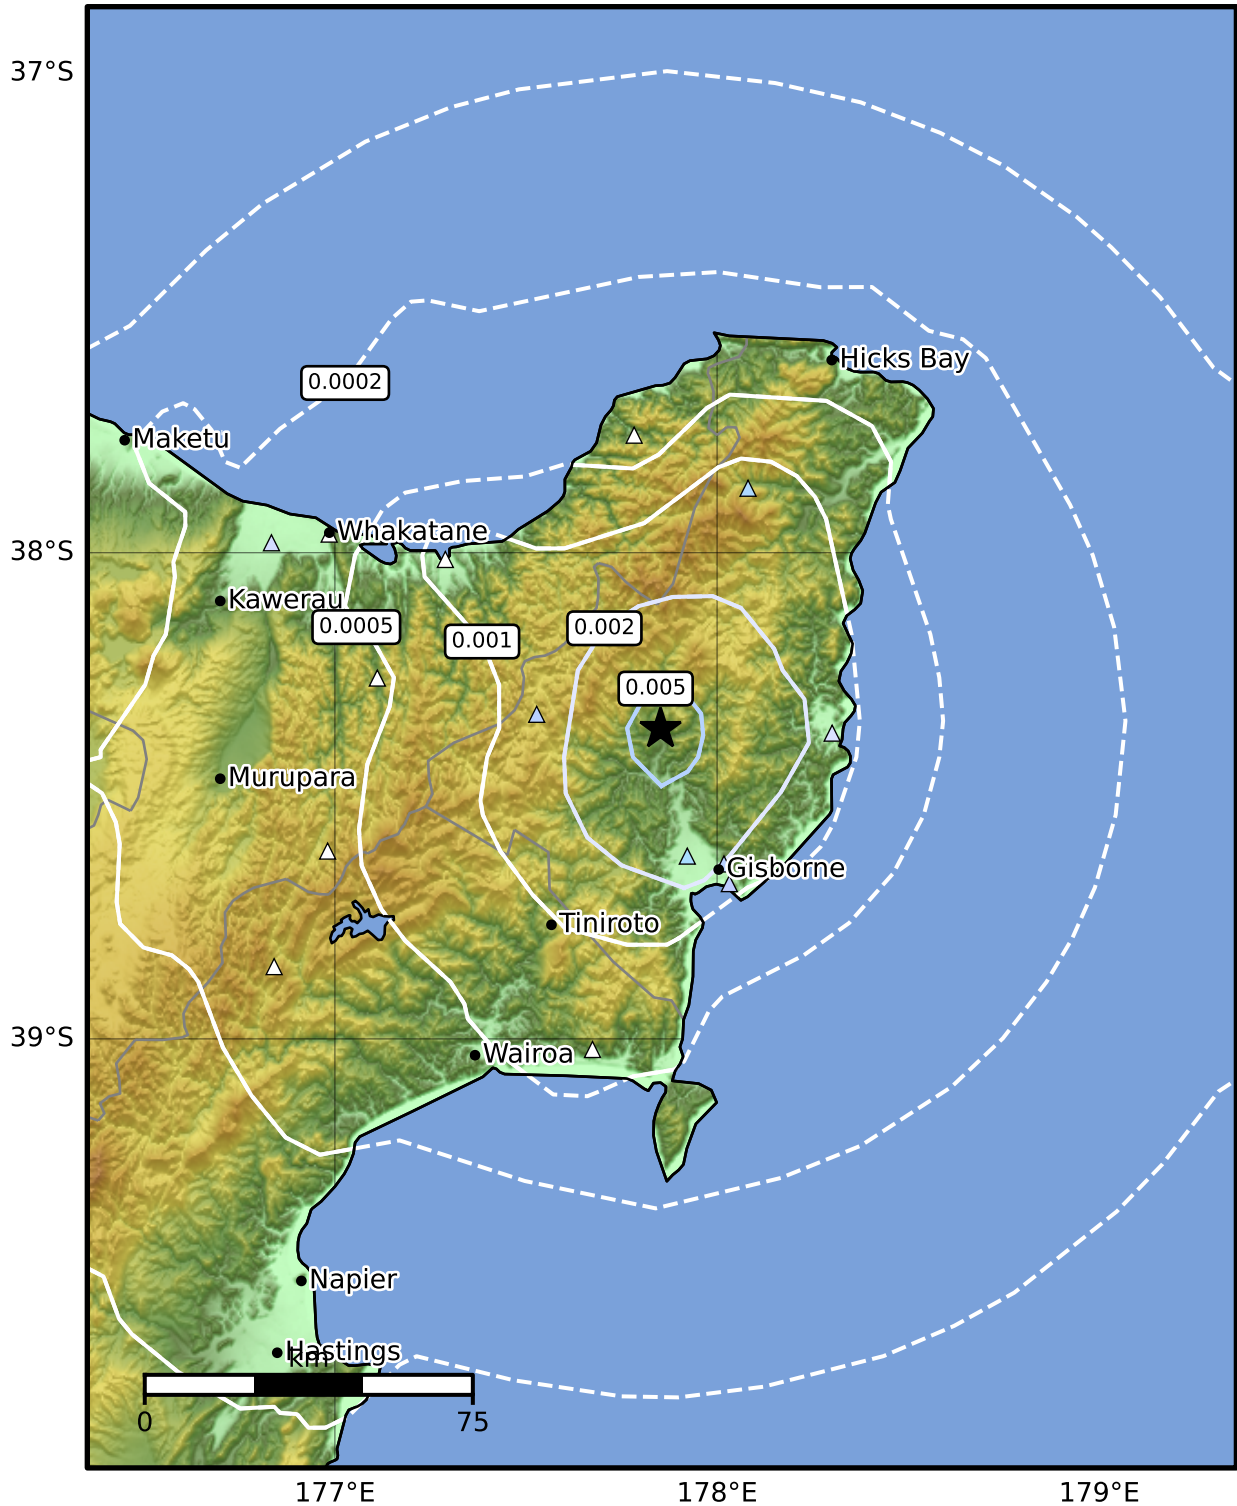 37°S
Hicks Bay
0.0002
Maketu
Whakatane
38°S
Kawerau
0.0005
0.001
0.002
0.005
Murupara
Gisborne
Tiniroto
39°S
Wairoa
Napier
Hastings
km
0
75
177°E
178°E
179°E